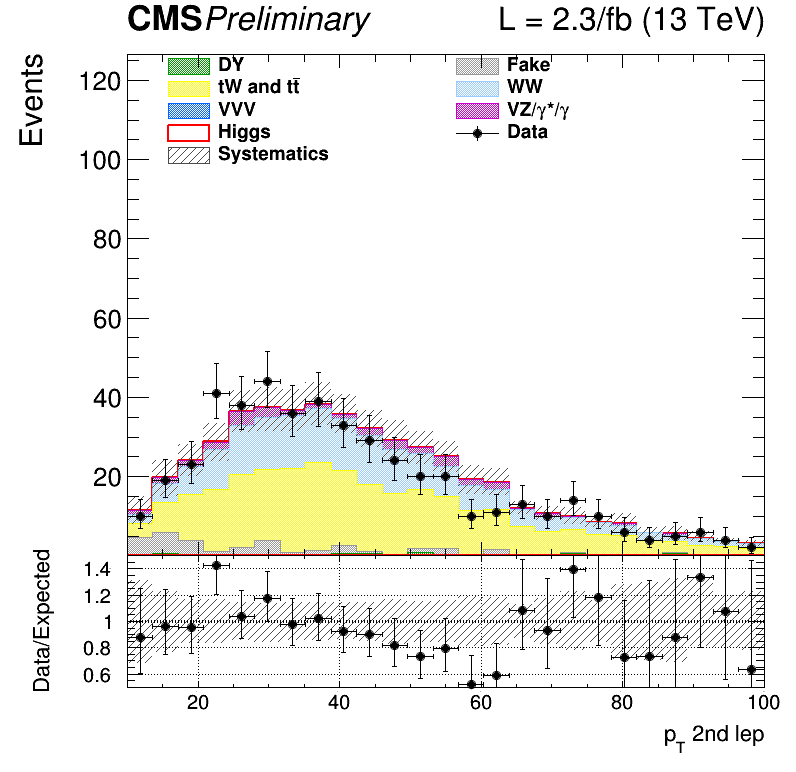 CMS Preliminary L = 2.3/fb (13 TeV)
Events
120
100
80
60
40
20
DY
tW and tt̄
VVV
Higgs
Systematics
Fake
WW
VZ/γ*/γ
Data
Data/Expected
1.4
1.2
1
0.8
0.6
20 40 60 80 100
p_T 2nd lep